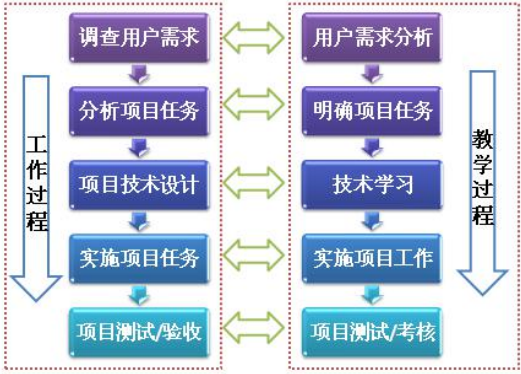 调查用户需求
用户需求分析
分析项目任务
明确项目任务
项目技术设计
技术学习
实施项目任务
实施项目工作
项目测试/验收
项目测试/考核
工作过程
教学过程